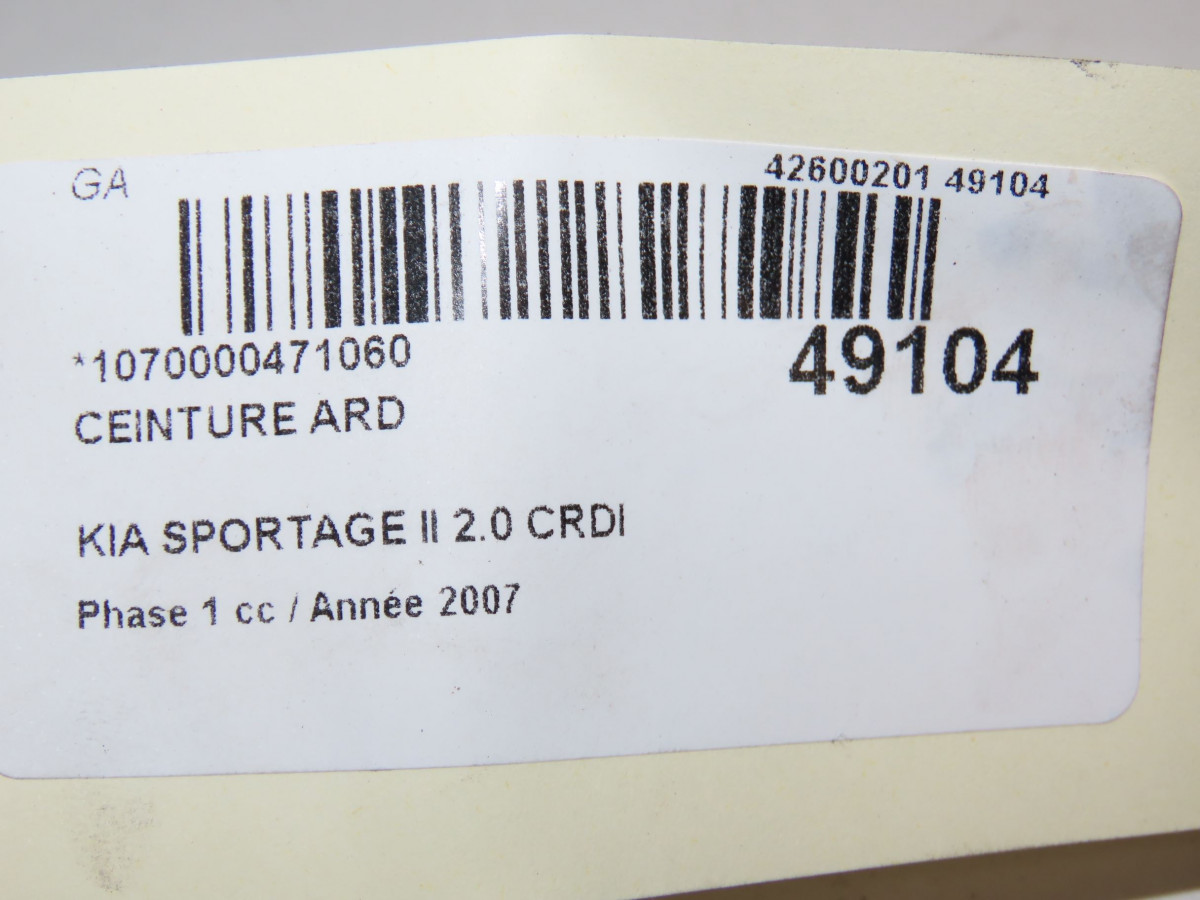 GA
42600201 49104
*1070000471060
49104
CEINTURE ARD
KIA SPORTAGE II 2.0 CRDI
Phase 1 cc / Année 2007